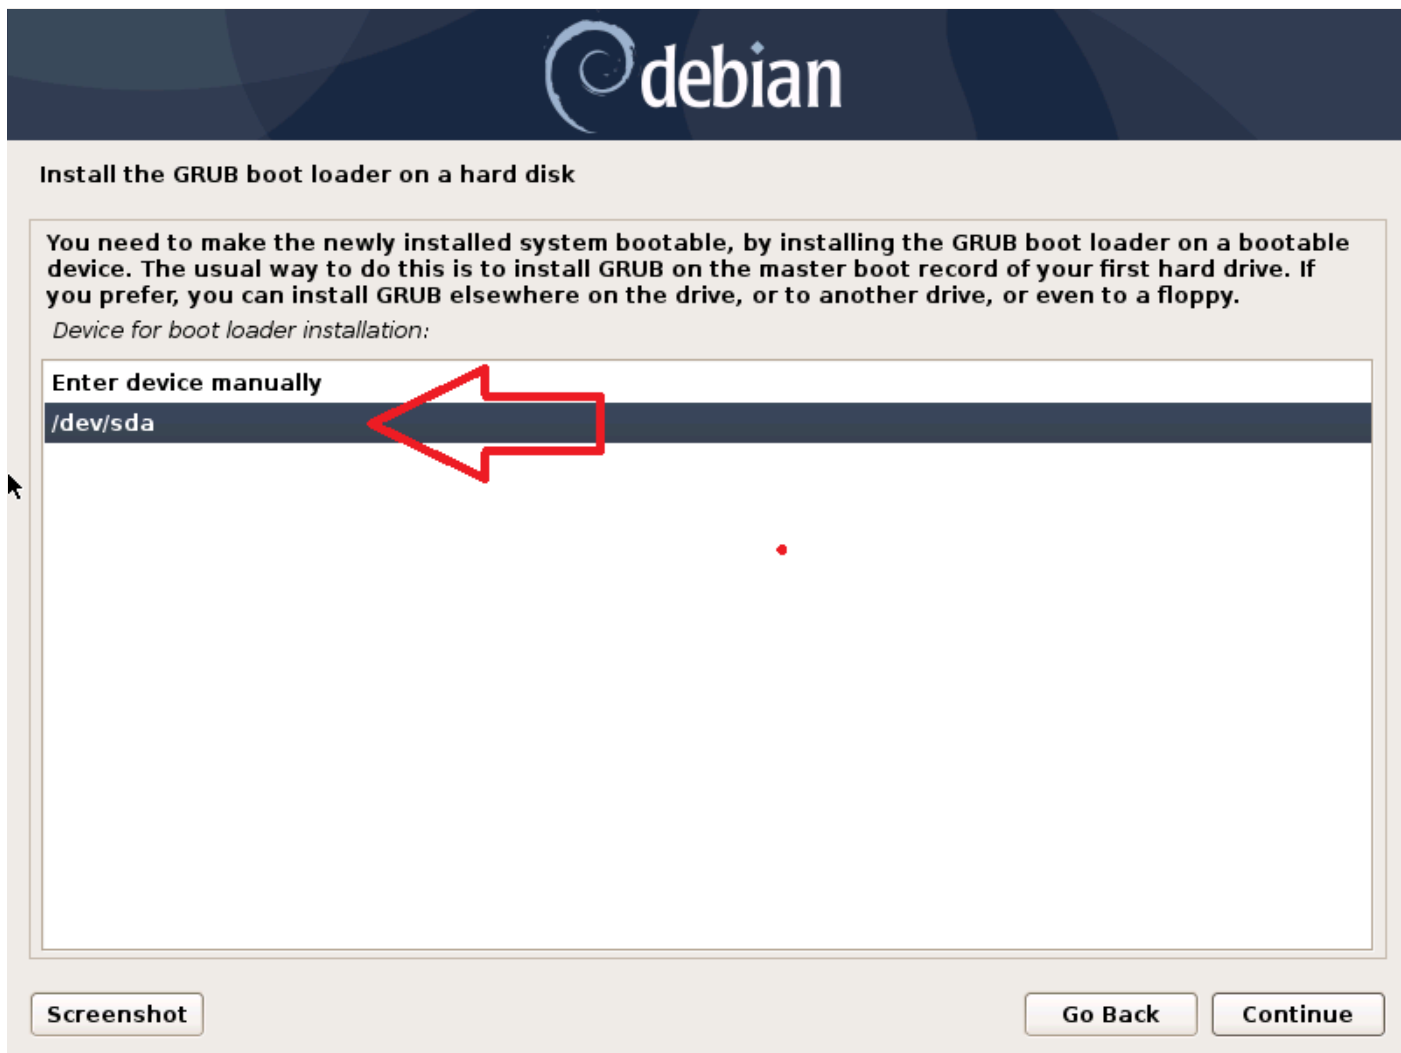 debian
Install the GRUB boot loader on a hard disk
You need to make the newly installed system bootable, by installing the GRUB boot loader on a bootable
device. The usual way to do this is to install GRUB on the master boot record of your first hard drive. If
you prefer, you can install GRUB elsewhere on the drive, or to another drive, or even to a floppy.
Device for boot loader installation:
Enter device manually
/dev/sda
Screenshot
Go Back
Continue